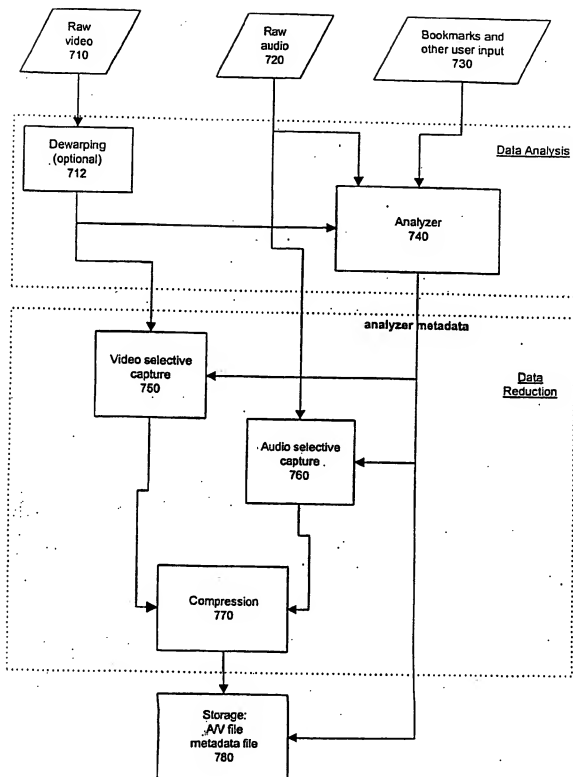 Raw
video
710
Raw
audio
720
Bookmarks and
other user input
730
Dewarping
(optional)
712
Data Analysis
Analyzer
740
analyzer metadata
Video selective
capture
750
Data
Reduction
Audio selective
capture
760
Compression
770
Storage:
A/V file
metadata file
780